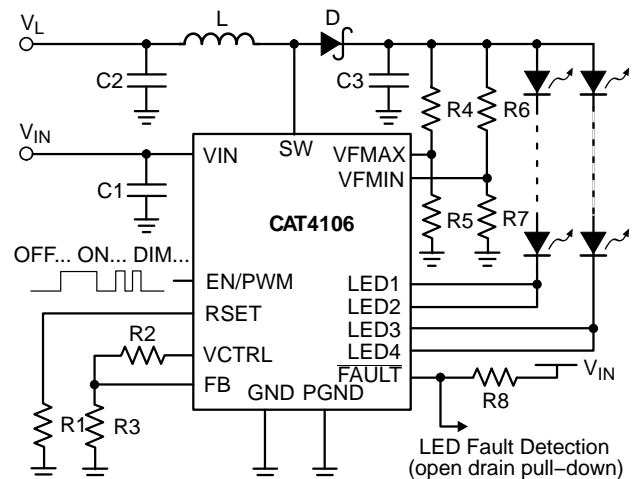 VL
L
D
C2
C3
R4
R6
VIN
VIN
SW
VFMAX
VFMIN
C1
CAT4106
R5
R7
OFF... ON... DIM...
EN/PWM
LED1
LED2
RSET
LED3
R2
VCTRL
LED4
FAULT
VIN
FB
GND PGND
R8
R1
R3
LED Fault Detection
(open drain pull–down)